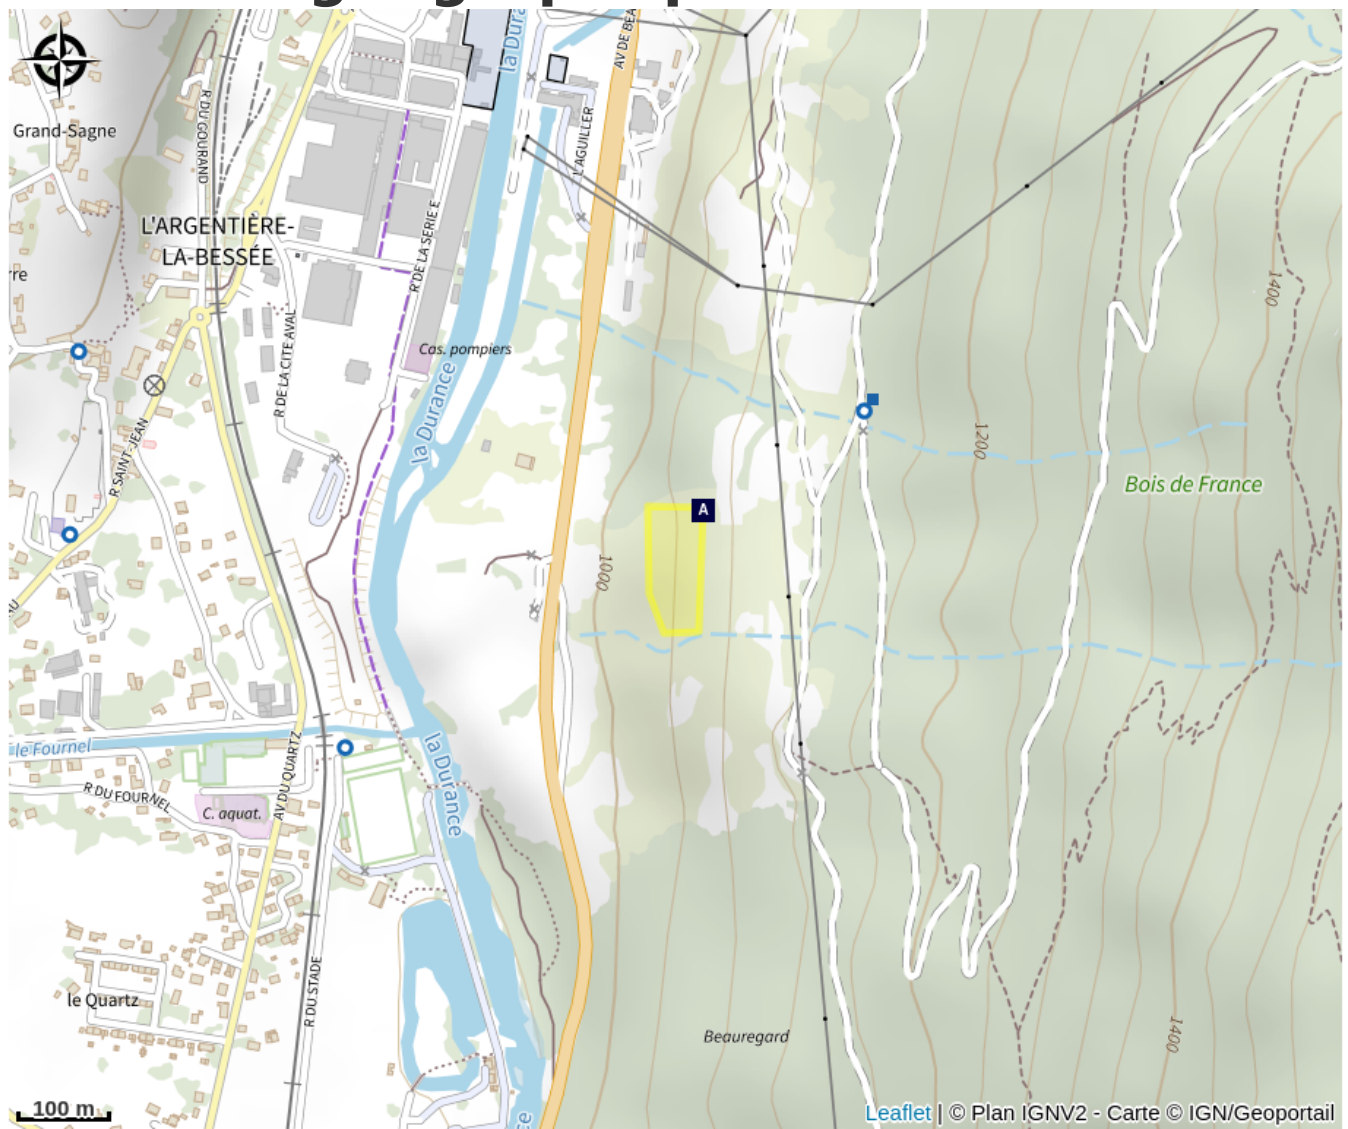 la Dura
AV DE BEA
Grand-Sagne
R DU GOURAND
L'AGUILLER
L'ARGENTIÈRE-
LA-BESSÉE
R DE LA SERIE E
rre
1400
R DE LA CITE AVAL
Cas. pompiers
la Durance
R SAINT-JEAN
1200
Bois de France
A
1000
le Fournel
la Durance
R DU FOURNEL
AV DU QUARTZ
C. aquat.
le Quartz
R DU STADE
Beauregard
1400
100 m
Leaflet | © Plan IGNV2 - Carte © IGN/Geoportail